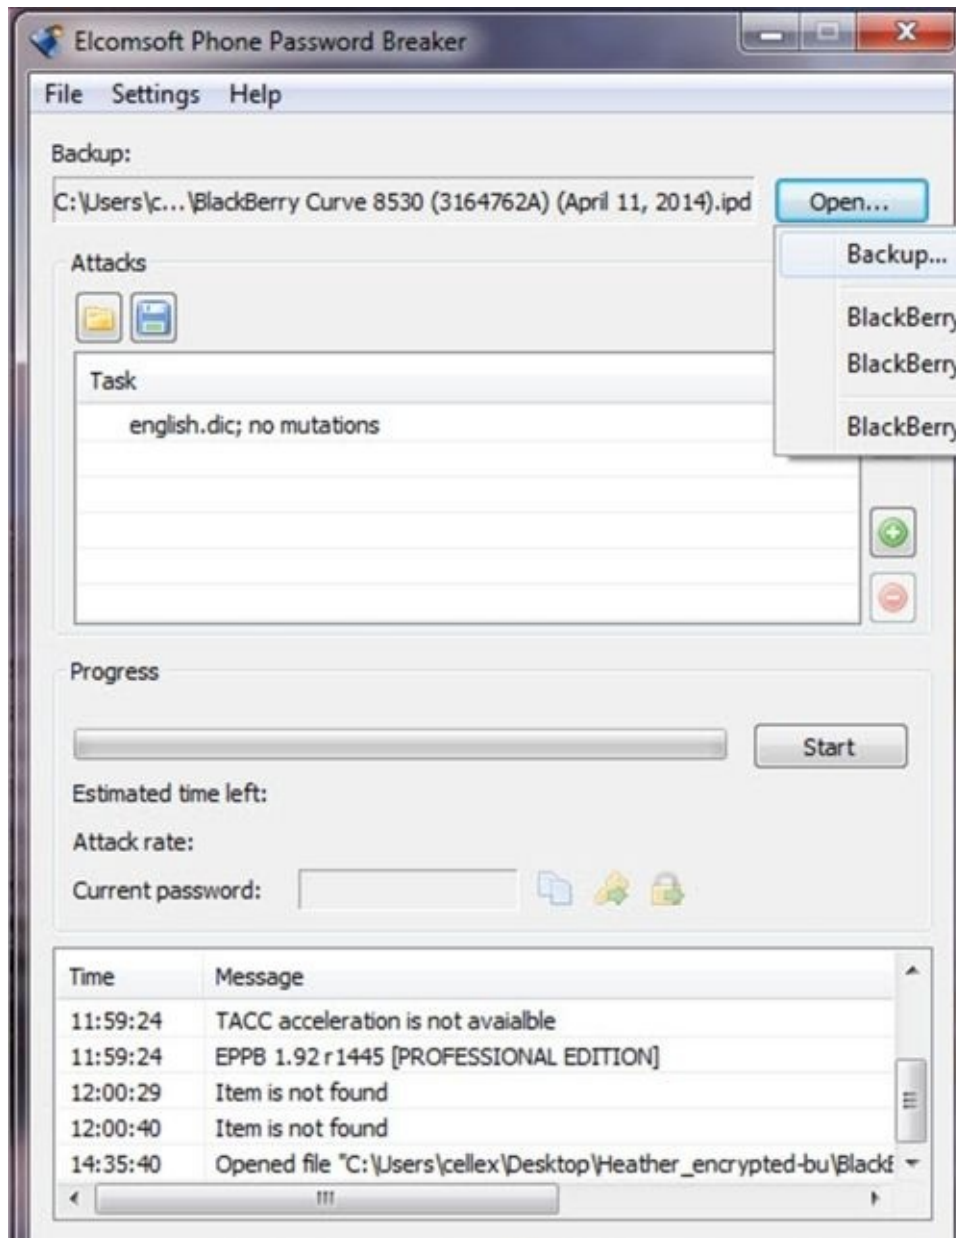 Elcomsoft Phone Password Breaker
File Settings Help
Backup:
C:\Users\c...\BlackBerry Curve 8530 (3164762A) (April 11, 2014).ipd Open...
Backup...
Attacks
BlackBerry
BlackBerry
Task
BlackBerry
english.dic; no mutations
Progress
Start
Estimated time left:
Attack rate:
Current password:
Time Message
11:59:24 TACC acceleration is not avaialble
11:59:24 EPPB 1.92 r1445 [PROFESSIONAL EDITION]
12:00:29 Item is not found
12:00:40 Item is not found
14:35:40 Opened file "C:\Users\cellex\Desktop\Heather_encrypted-bu\BlackB